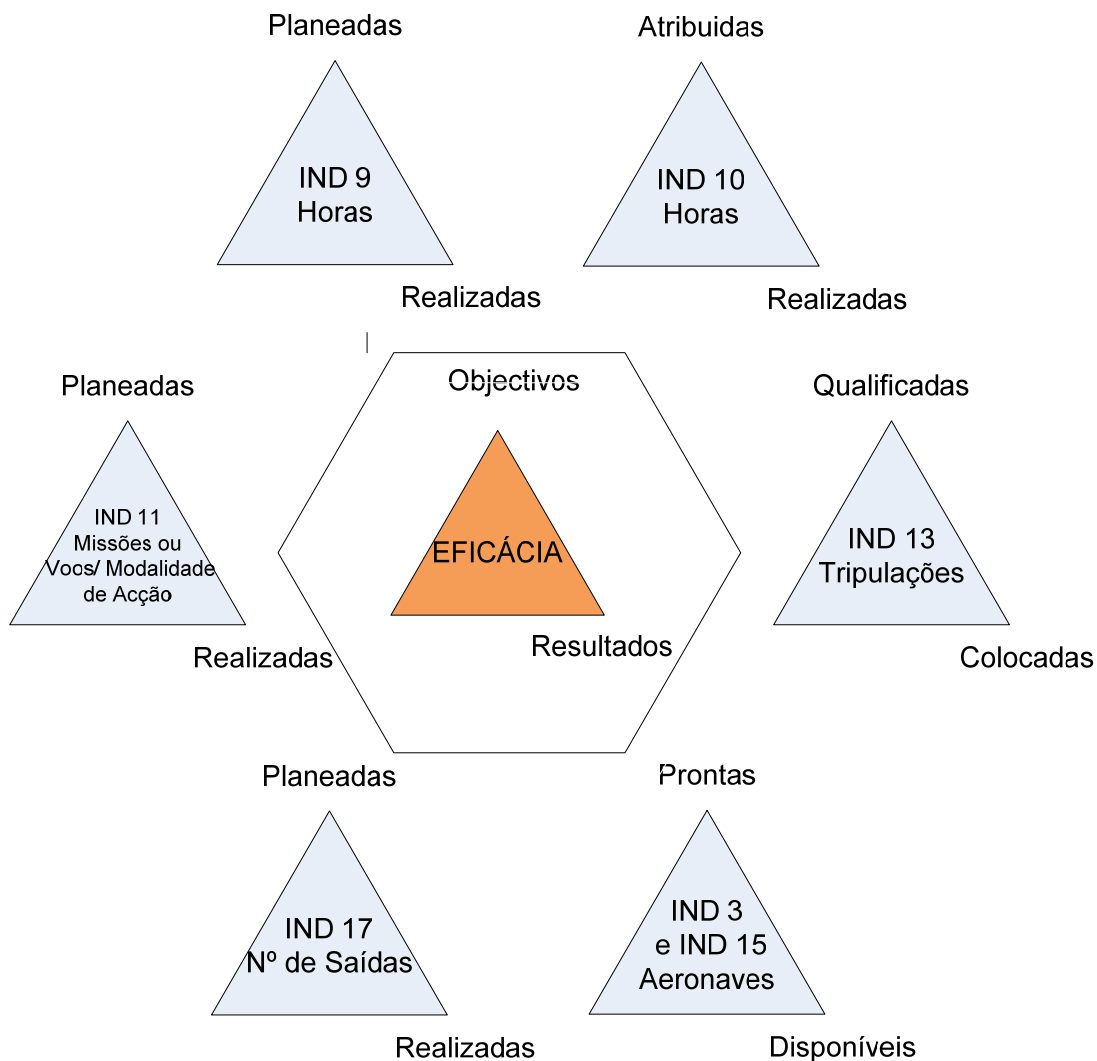 Planeadas
Atribuidas
IND 9
Horas
IND 10
Horas
Realizadas
Realizadas
Planeadas
Objectivos
Qualificadas
IND 11
Missões ou
Voos/ Modalidade
de Acção
EFICÁCIA
IND 13
Tripulações
Realizadas
Resultados
Colocadas
Planeadas
Prontas
IND 17
Nº de Saídas
IND 3
e IND 15
Aeronaves
Realizadas
Disponíveis